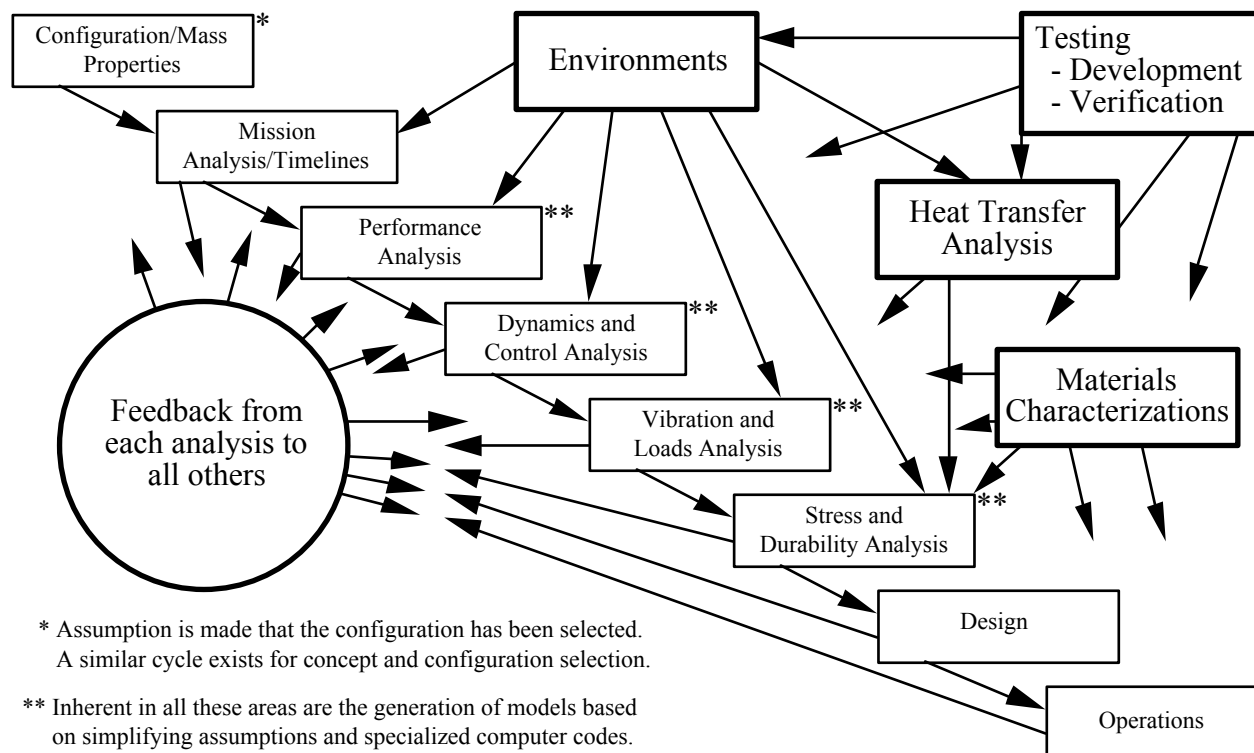 Configuration/Mass
Properties
*
Environments
Testing
- Development
- Verification
Mission
Analysis/Timelines
Performance
Analysis
**
Heat Transfer
Analysis
Dynamics and
Control Analysis
**
Materials
Characterizations
Vibration and
Loads Analysis
**
Feedback from
each analysis to
all others
Stress and
Durability Analysis
**
Design
Operations
* Assumption is made that the configuration has been selected.
A similar cycle exists for concept and configuration selection.
** Inherent in all these areas are the generation of models based
on simplifying assumptions and specialized computer codes.